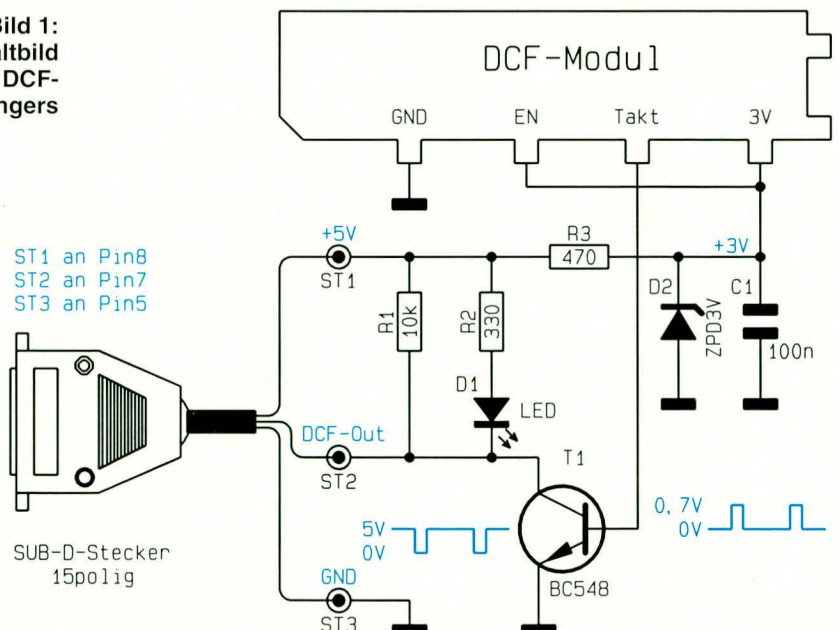 Bild 1:
ltbild
DCF-
ngers
DCF-Modul
GND EN Takt 3V
+5V
ST1
R3
470
+3V
ST1 an Pin8
ST2 an Pin7
ST3 an Pin5
R1
10k
R2
330
D2
ZPD3V
C1
100n
D1
LED
DCF-Out
ST2
T1
5V
0V
0,7V
0V
BC548
SUB-D-Stecker
15polig
GND
ST3